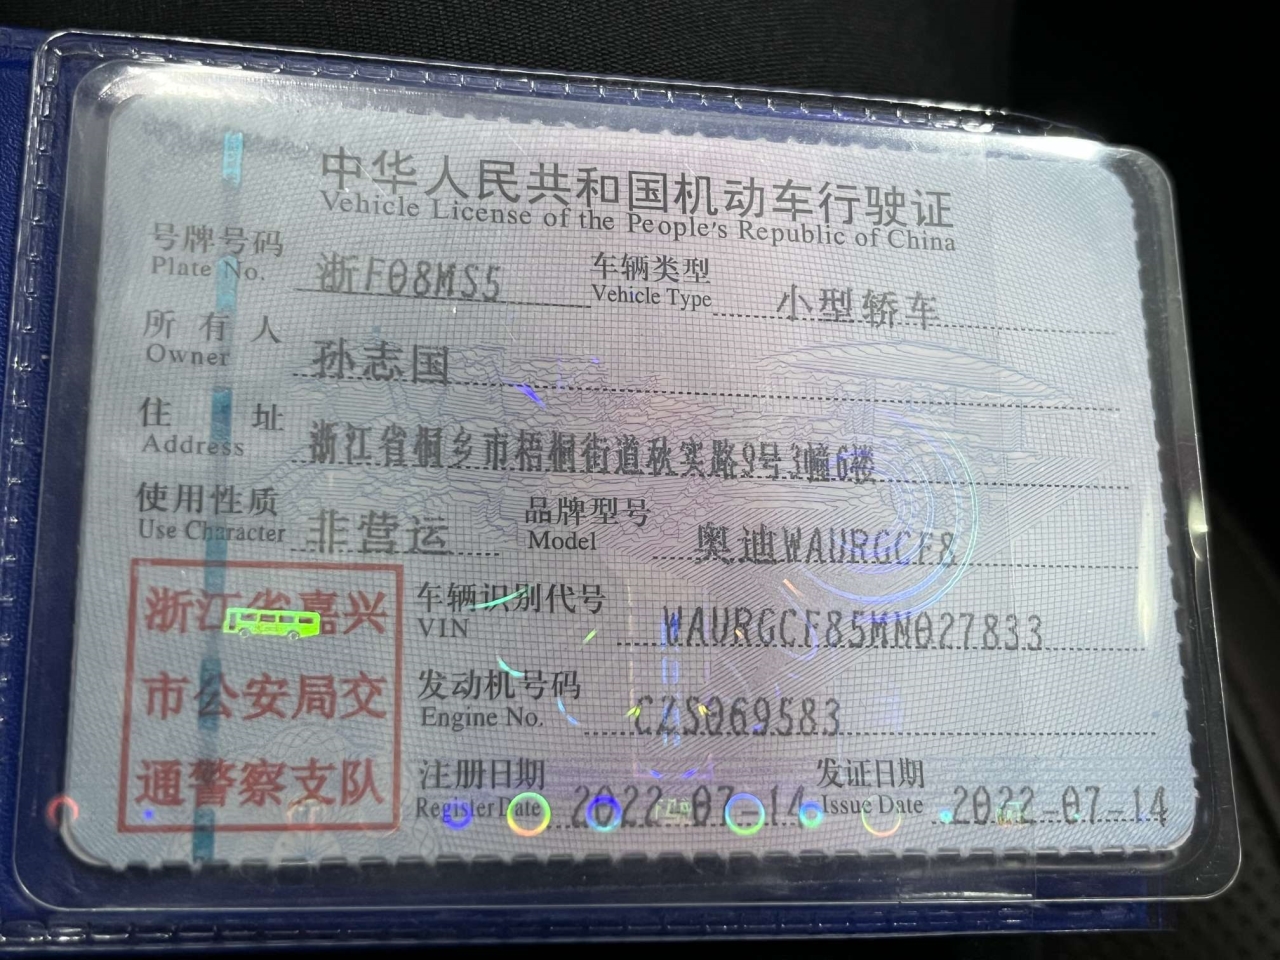 中华人民共和国机动车行驶证
Vehicle License of the People's Republic of China
号牌号码 浙F08MS5 车辆类型 小型轿车
Plate No. Vehicle Type
所有人 孙志国
Owner
住址 浙江省桐乡市梧桐街道秋实路9号3幢6楼
Address
使用性质 非营运 品牌型号 奥迪WAURGCF8
Use Character Model
浙江省嘉兴
市公安局交
通警察支队
车辆识别代号 WAURGCF85MN027833
VIN
发动机号码 CZS069583
Engine No.
注册日期 2022-07-14 发证日期 2022-07-14
Register Date Issue Date